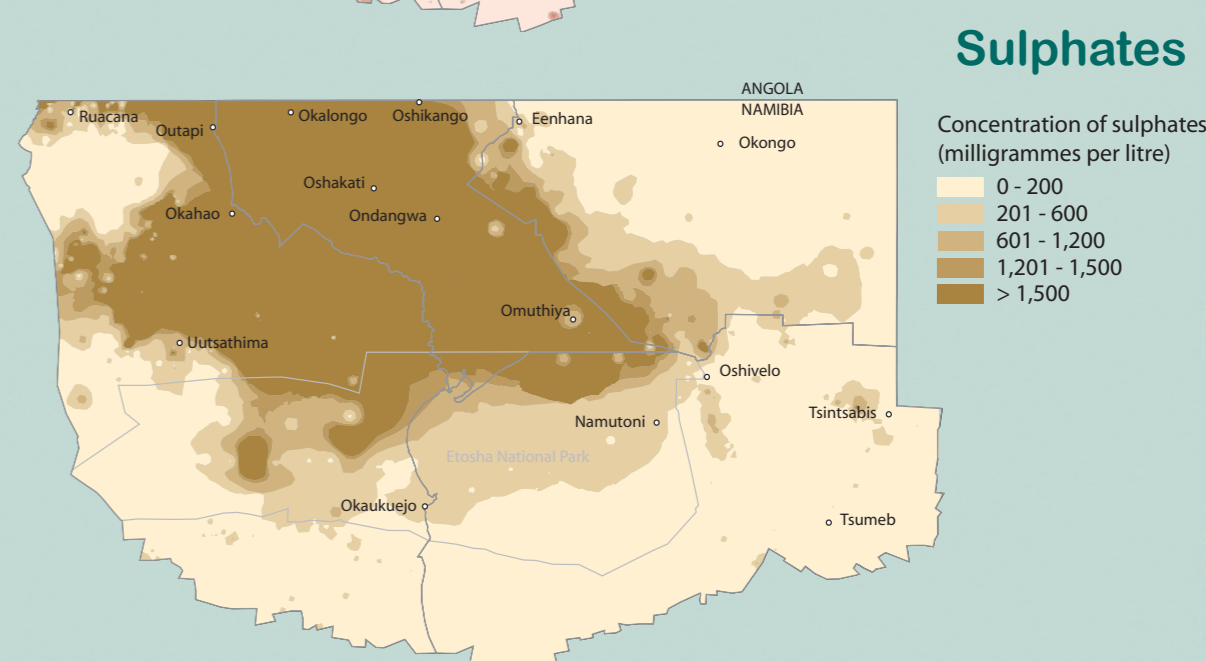 Sulphates
ANGOLA
NAMIBIA
Ruacana
Outapi
Okalongo
Oshikango
Eenhana
Okongo
Concentration of sulphates
(milligrammes per litre)
0 - 200
201 - 600
601 - 1,200
1,201 - 1,500
> 1,500
Oshakati
Okahao
Ondangwa
Omuthiya
Uutsathima
Oshivelo
Tsintsabis
Namutoni
Etosha National Park
Okaukuejo
Tsumeb